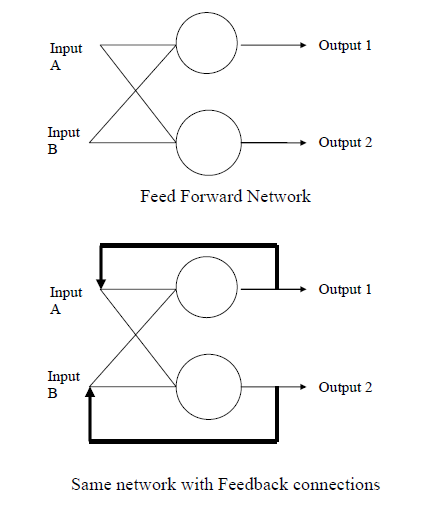 Input
A
Output 1
Input
B
Output 2
Feed Forward Network
Input
A
Output 1
Input
B
Output 2
Same network with Feedback connections